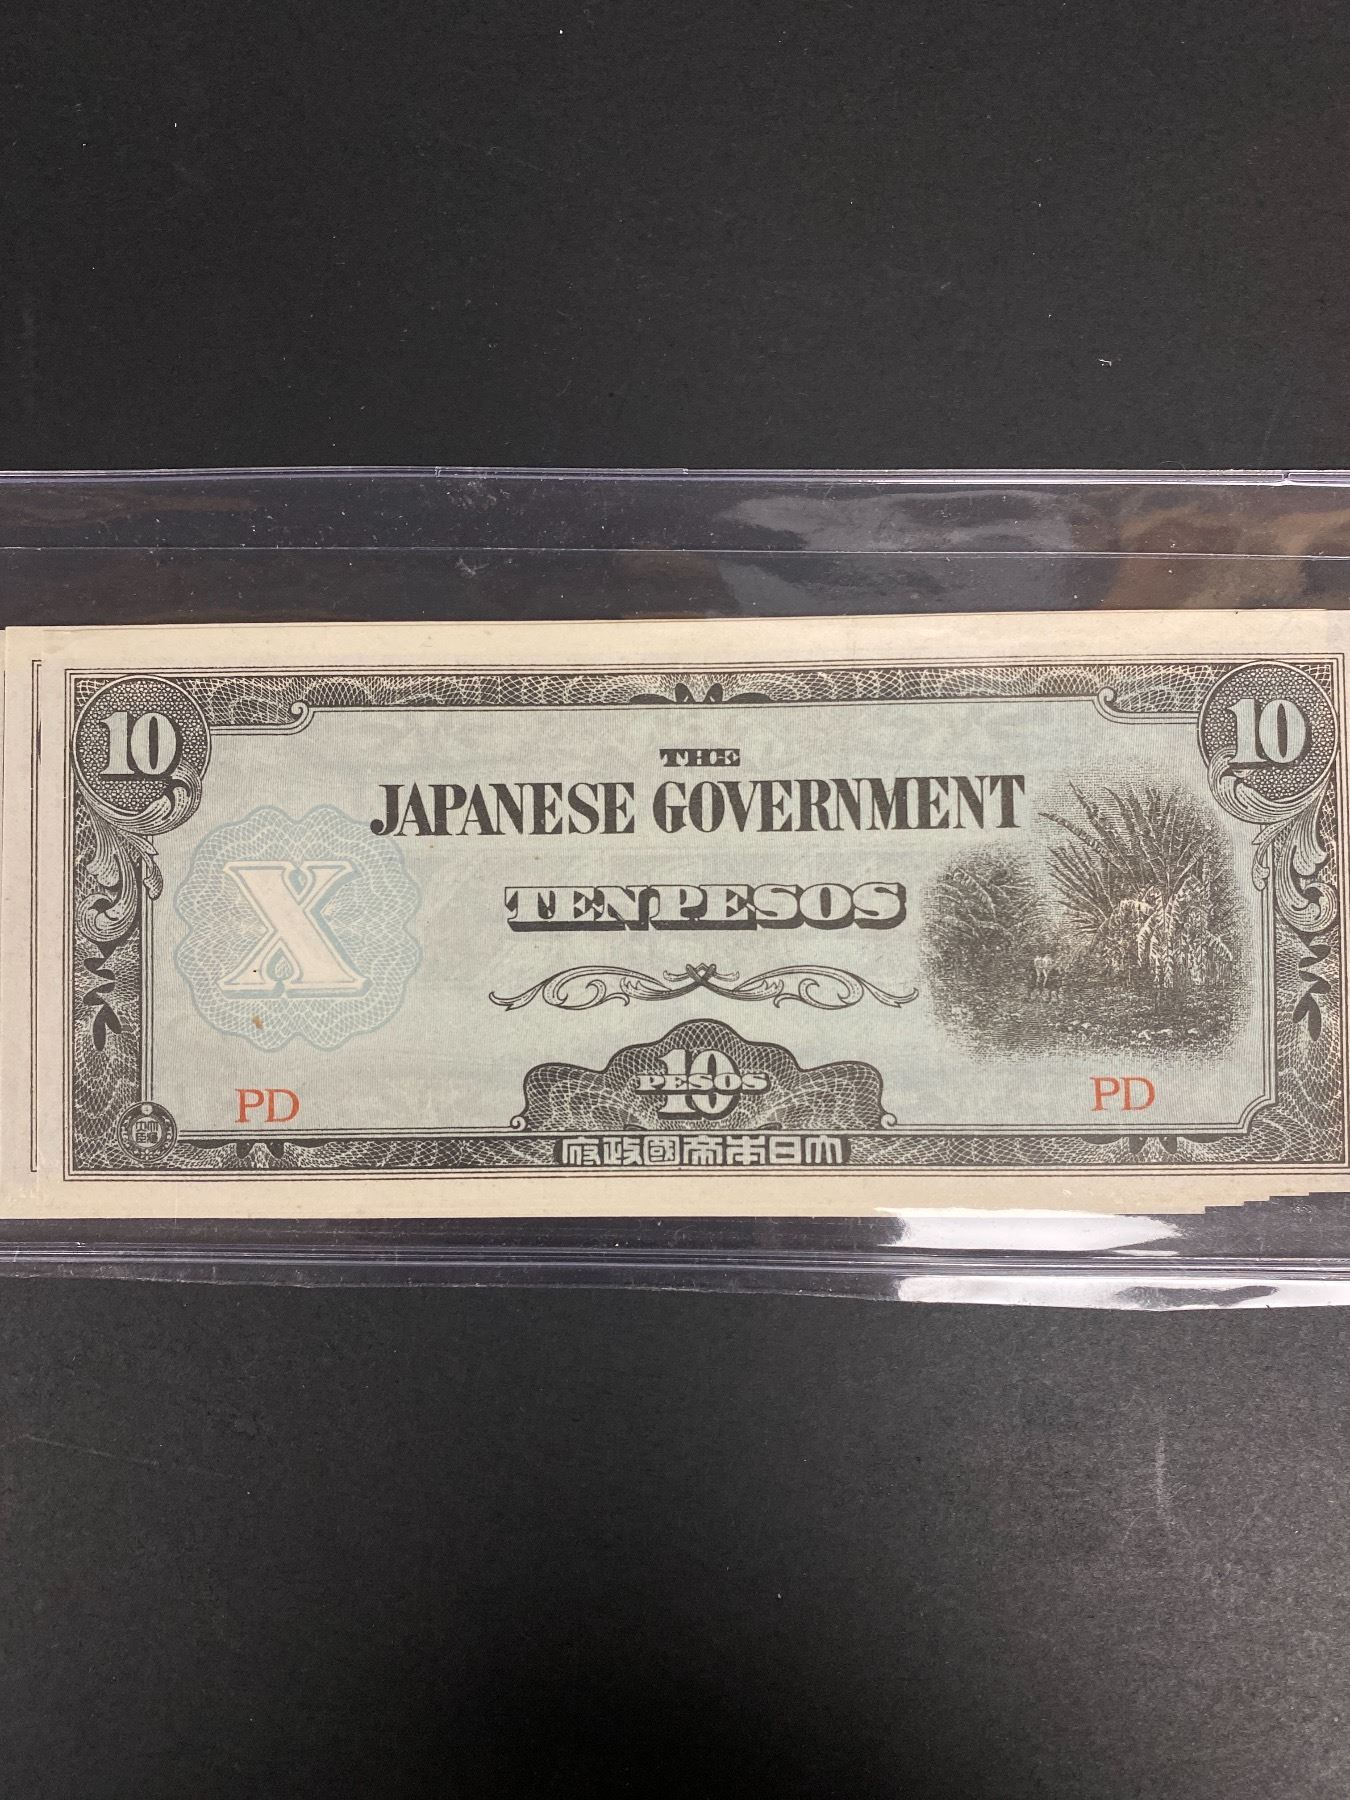 10 10
THE
JAPANESE GOVERNMENT
X
TEN PESOS
10
PESOS
PD PD
府政國帝本日大